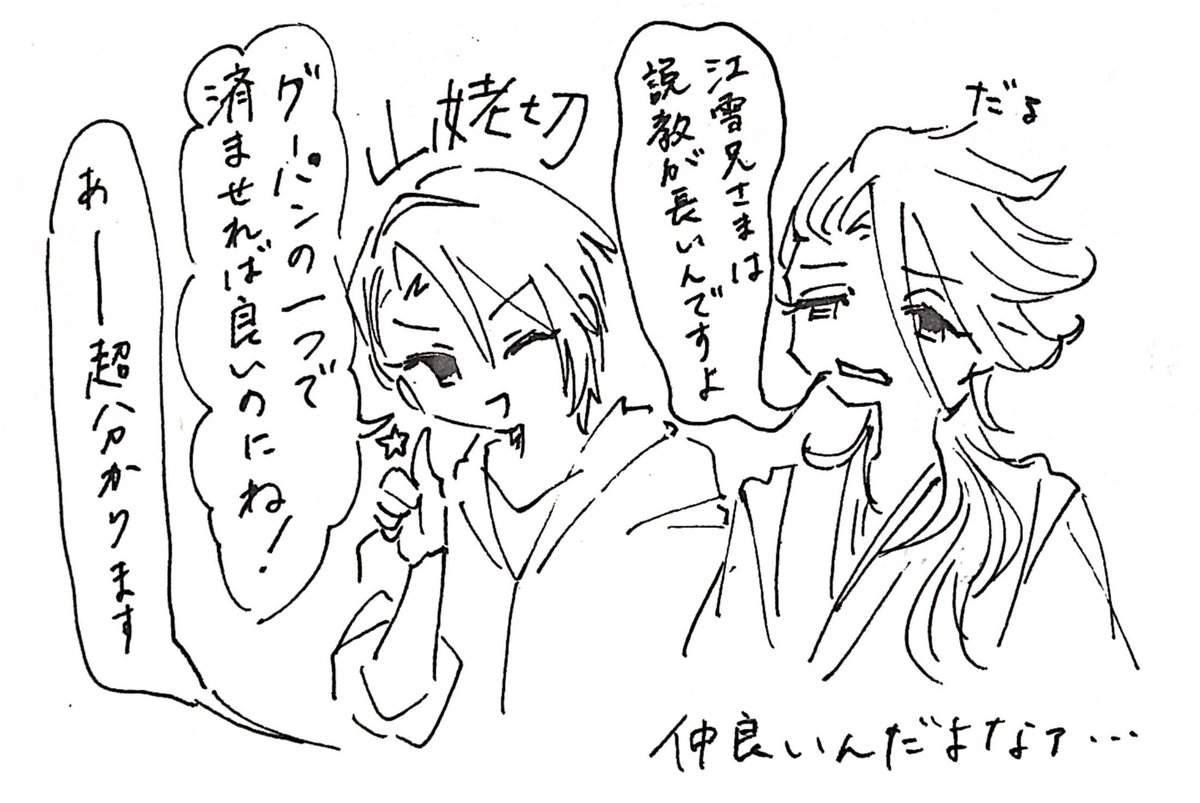 だる
江雪兄さまは
説教が長いんですよ
山姥切
グーパンの一つで
済ませれば良いのにね!
あー超分かります
仲良いんだよなァ…